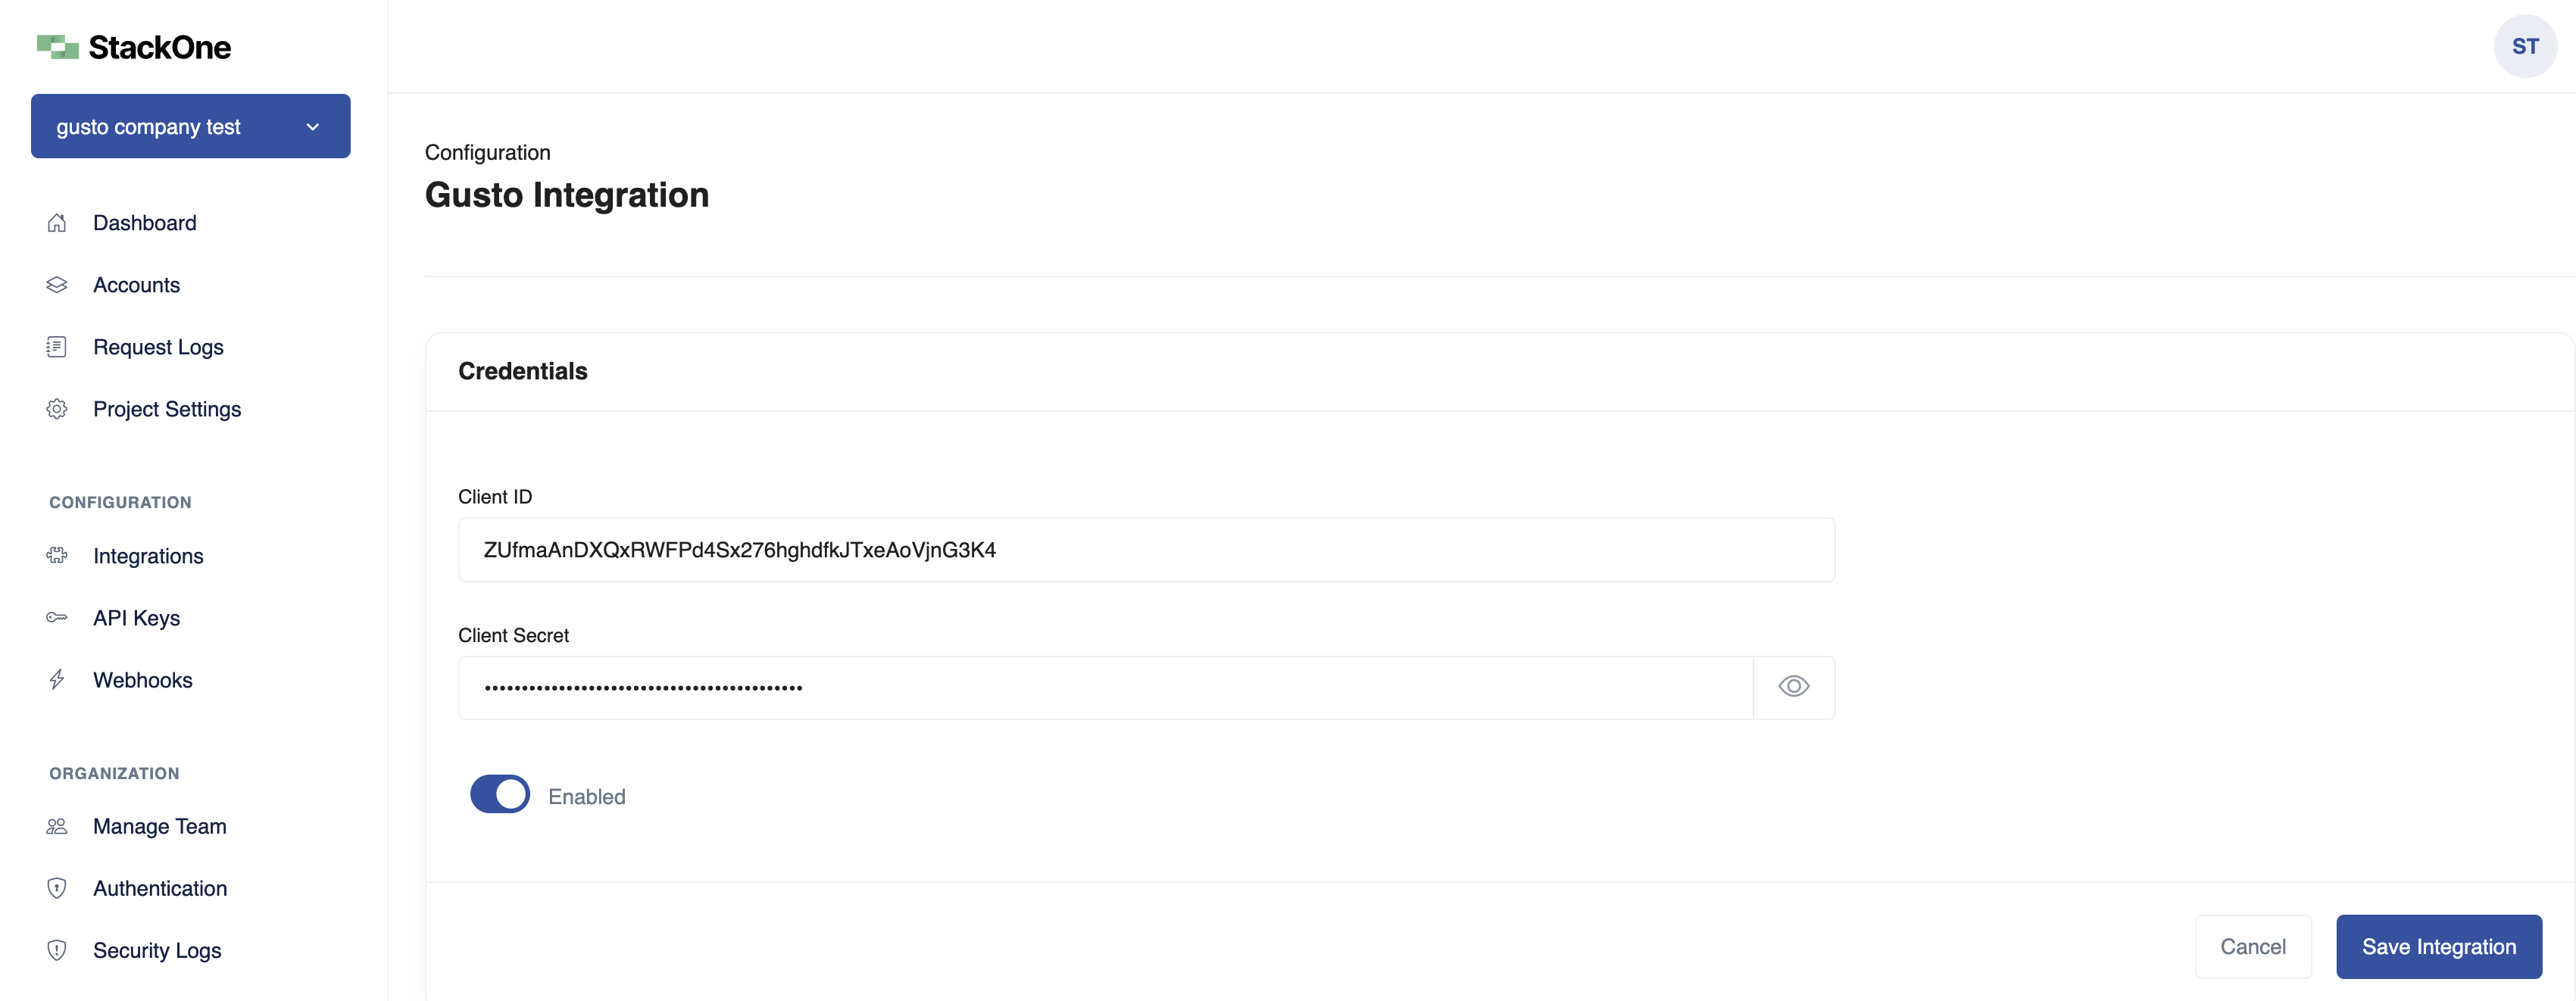 StackOne
gusto company test
Dashboard
Accounts
Request Logs
Project Settings
CONFIGURATION
Integrations
API Keys
Webhooks
ORGANIZATION
Manage Team
Authentication
Security Logs
ST
Configuration
Gusto Integration
Credentials
Client ID
ZUfmaAnDXQxRWFPd4Sx276hghdfkJTxeAoVjnG3K4
Client Secret
Enabled
Cancel
Save Integration